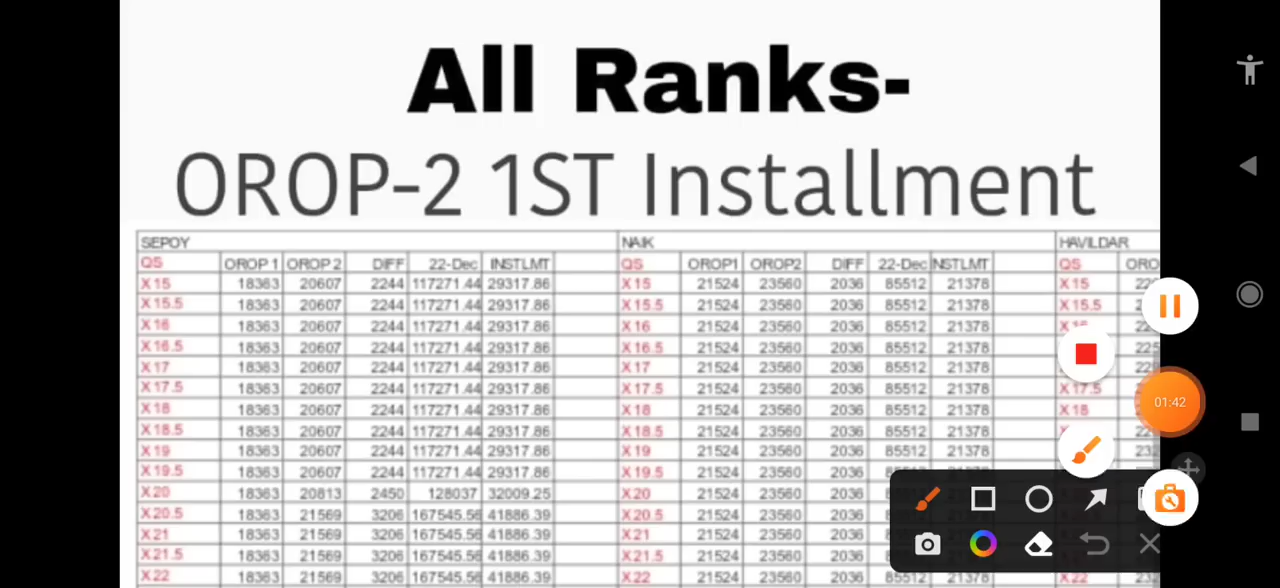 All Ranks-
OROP-2 1ST Installment
SEPOY NAIK HAVILDAR
QS OROP 1 OROP 2 DIFF 22-Dec INSTLMT QS OROP1 OROP2 DIFF 22-Dec INSTLMT QS
X15 18363 20607 2244 117271.44 29317.86 X15 21524 23560 2036 85512 21378 X15
X15.5 18363 20607 2244 117271.44 29317.86 X15.5 21524 23560 2036 85512 21378 X15.5
X16 18363 20607 2244 117271.44 29317.86 X16 21524 23560 2036 85512 21378
X16.5 18363 20607 2244 117271.44 29317.86 X16.5 21524 23560 2036 85512 21378
X17 18363 20607 2244 117271.44 29317.86 X17 21524 23560 2036 85512 21378
X17.5 18363 20607 2244 117271.44 29317.86 X17.5 21524 23560 2036 85512 21378 X17.5
X18 18363 20607 2244 117271.44 29317.86 X18 21524 23560 2036 85512 21378 X18
01:42
X18.5 18363 20607 2244 117271.44 29317.86 X18.5 21524 23560 2036 85512 21378
X19 18363 20607 2244 117271.44 29317.86 X19 21524 23560 2036 85512 21378
X19.5 18363 20607 2244 117271.44 29317.86 X19.5 21524 23560 2036
X20 18363 20813 2450 128037 32009.25 X20 21524 23560 2036
X20.5 18363 21569 3206 167545.56 41886.39 X20.5 21524 23560 2036
X21 18363 21569 3206 167545.56 41886.39 X21 21524 23560 2036
X21.5 18363 21569 3206 167545.56 41886.39 X21.5 21524 23560 2036
X22 18363 21569 3206 167545.56 41886.39 X22 21524 23560 2036 85512 21378 X22